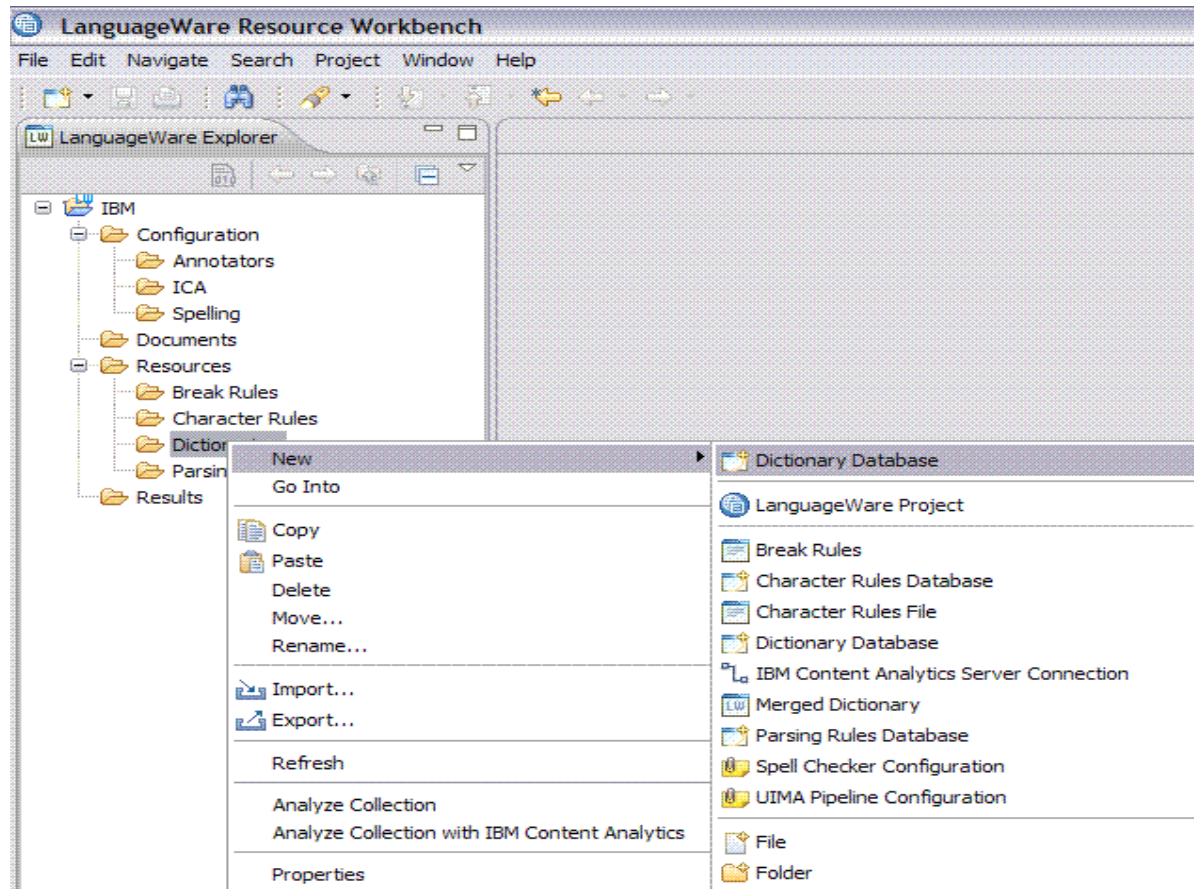 LanguageWare Resource Workbench
File Edit Navigate Search Project Window Help
LW LanguageWare Explorer
IBM
Configuration
Annotators
ICA
Spelling
Documents
Resources
Break Rules
Character Rules
Diction
Parsin
Results
New
Go Into
Copy
Paste
Delete
Move...
Rename...
Import...
Export...
Refresh
Analyze Collection
Analyze Collection with IBM Content Analytics
Properties
Dictionary Database
LanguageWare Project
Break Rules
Character Rules Database
Character Rules File
Dictionary Database
IBM Content Analytics Server Connection
LW Merged Dictionary
Parsing Rules Database
Spell Checker Configuration
UIMA Pipeline Configuration
File
Folder